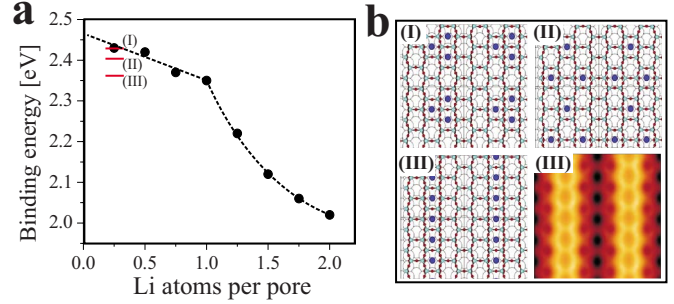 a
Binding energy [eV]
2.5
2.4
2.3
2.2
2.1
2.0
(I)
(II)
(III)
0.0 0.5 1.0 1.5 2.0
Li atoms per pore
b
(I) (II)
(III) (III)